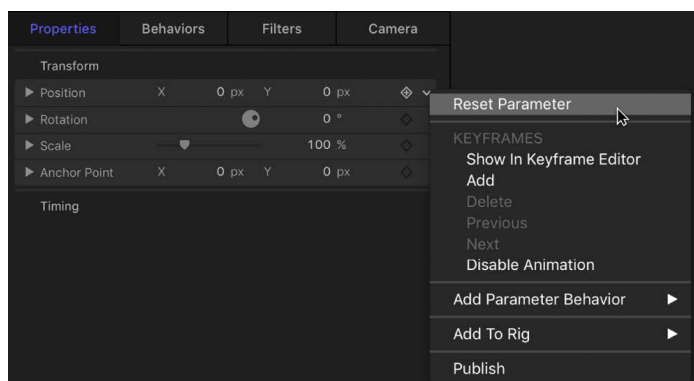 Properties Behaviors Filters Camera
Transform
Position X 0 px Y 0 px
Rotation 0 °
Scale 100 %
Anchor Point X 0 px Y 0 px
Timing
Reset Parameter
KEYFRAMES
Show In Keyframe Editor
Add
Delete
Previous
Next
Disable Animation
Add Parameter Behavior
Add To Rig
Publish